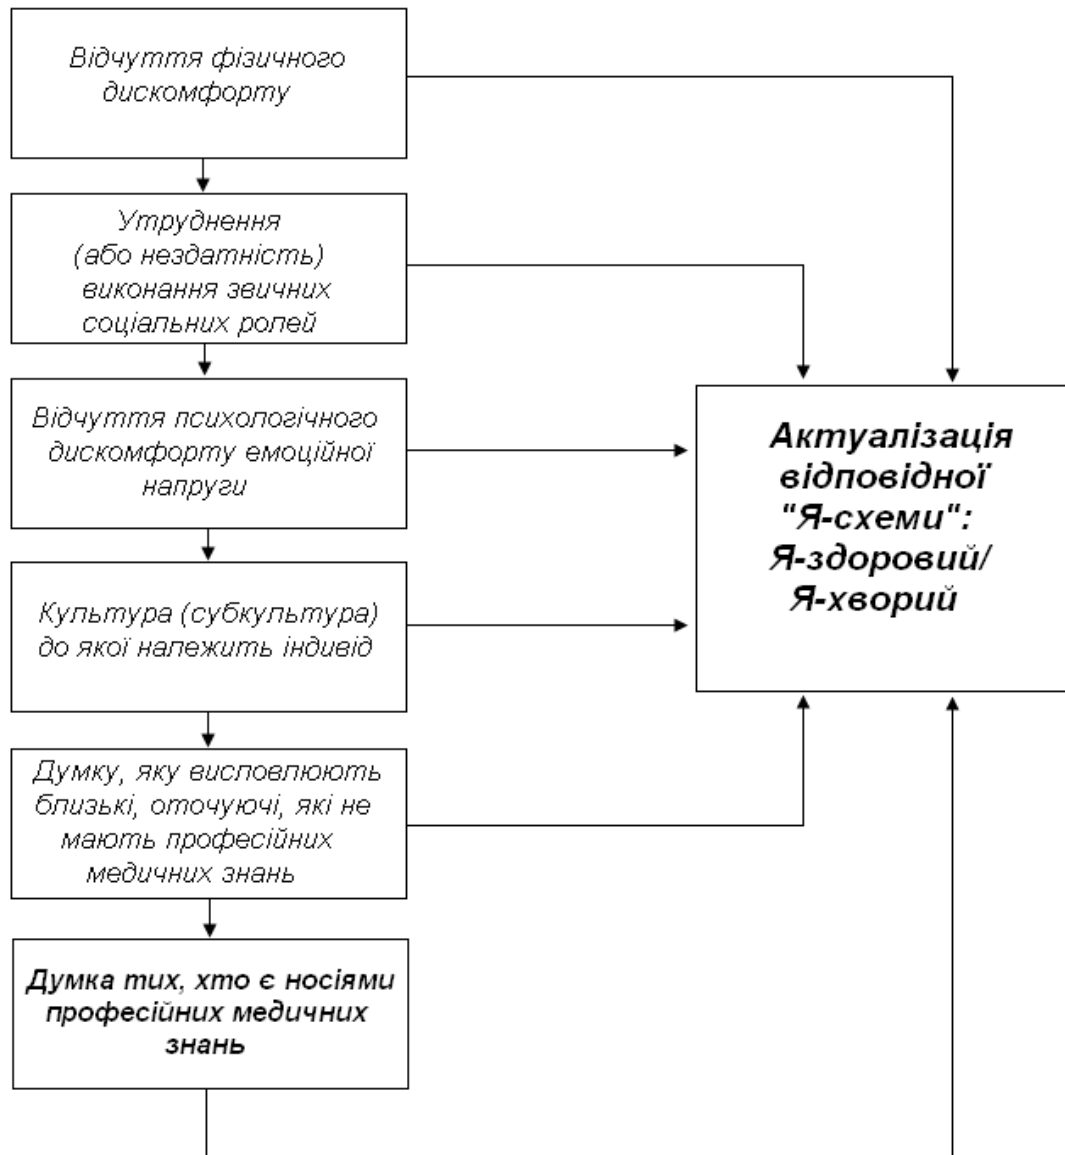 Відчуття фізичного
дискомфорту
Утруднення
(або нездатність)
виконання звичних
соціальних ролей
Відчуття психологічного
дискомфорту емоційної
напруги
Культура (субкультура)
до якої належить індивід
Думку, яку висловлюють
близькі, оточуючі, які не
мають професійних
медичних знань
Думка тих, хто є носіями
професійних медичних
знань
Актуалізація
відповідної
"Я-схеми":
Я-здоровий/
Я-хворий